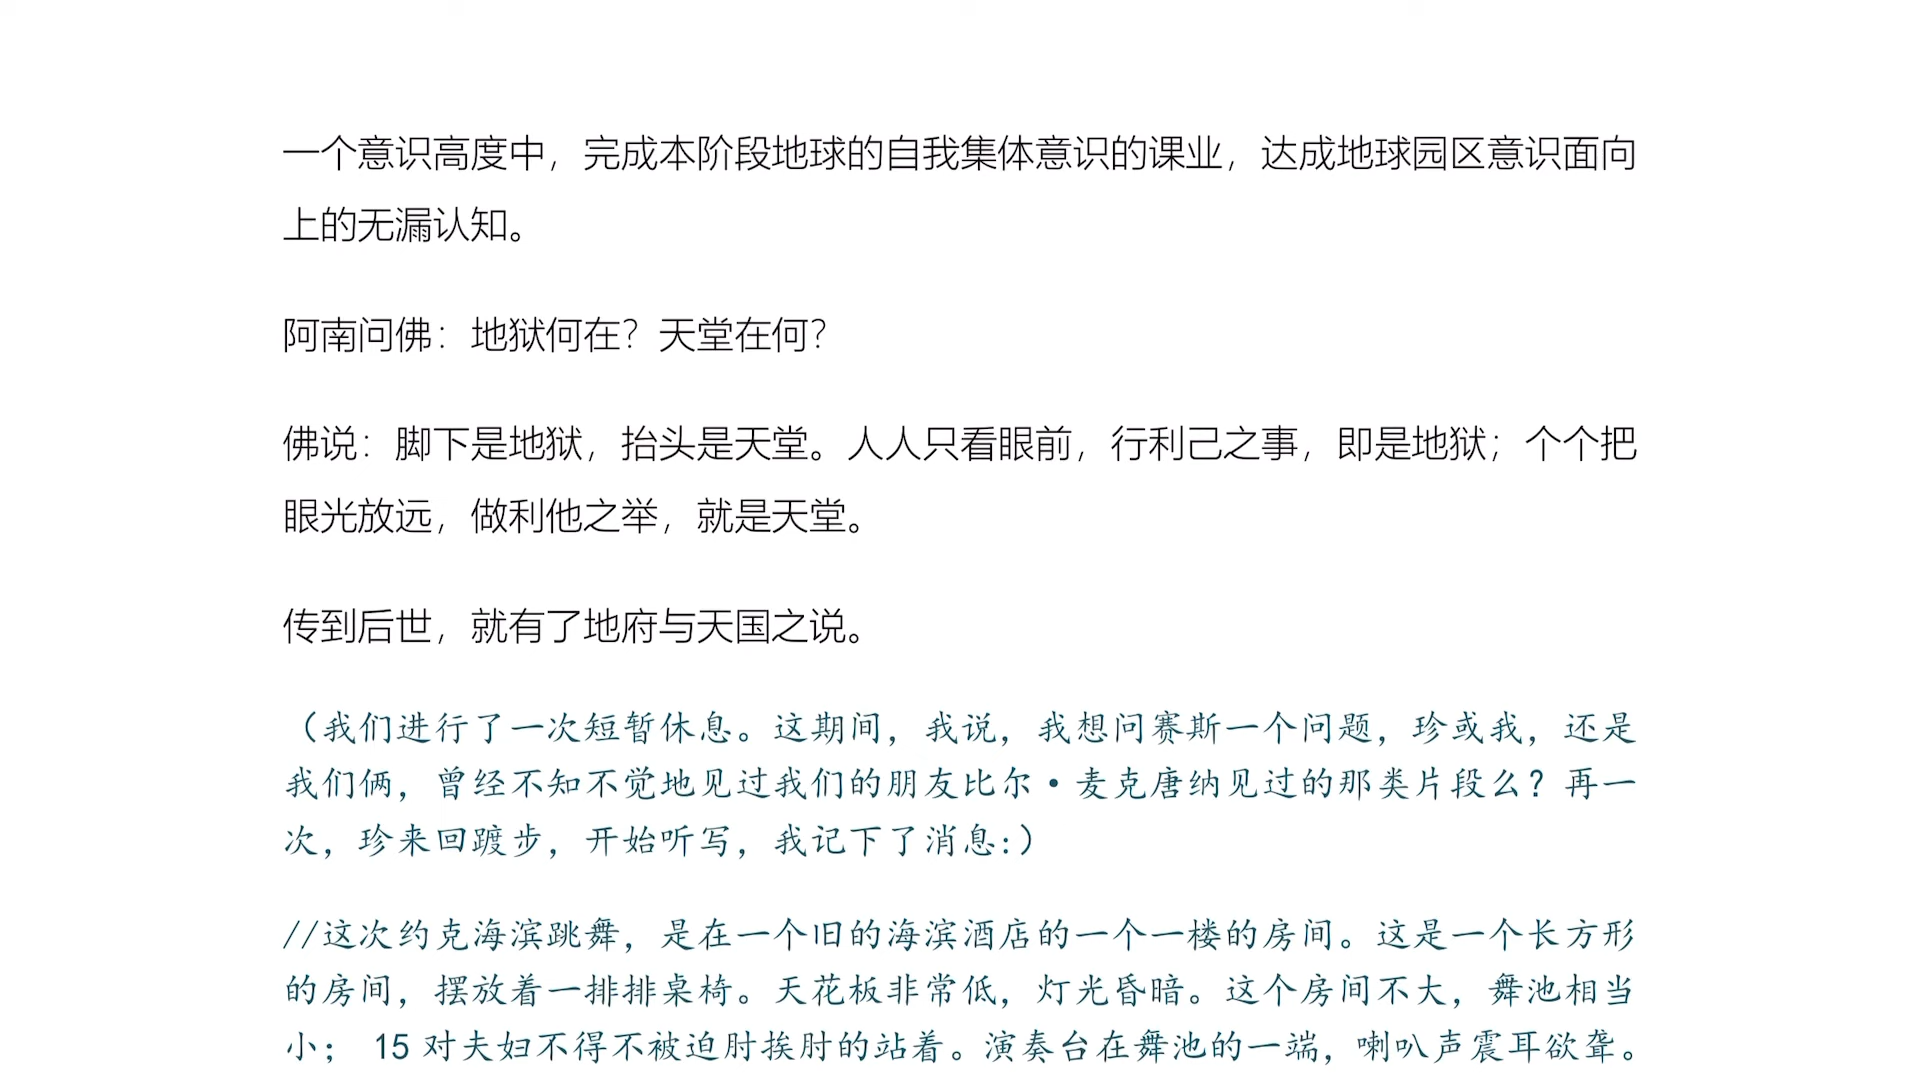 一个意识高度中，完成本阶段地球的自我集体意识的课业，达成地球园区意识面向
上的无漏认知。
阿南问佛：地狱何在？天堂在何？
佛说：脚下是地狱，抬头是天堂。人人只看眼前，行利己之事，即是地狱；个个把
眼光放远，做利他之举，就是天堂。
传到后世，就有了地府与天国之说。
（我们进行了一次短暂休息。这期间，我说，我想问赛斯一个问题，珍或我，还是
我们俩，曾经不知不觉地见过我们的朋友比尔·麦克唐纳见过的那类片段么？再一
次，珍来回踱步，开始听写，我记下了消息:）
//这次约克海滨跳舞，是在一个旧的海滨酒店的一个一楼的房间。这是一个长方形
的房间，摆放着一排排桌椅。天花板非常低，灯光昏暗。这个房间不大，舞池相当
小； 15 对夫妇不得不被迫肘挨肘的站着。演奏台在舞池的一端，喇叭声震耳欲聋。